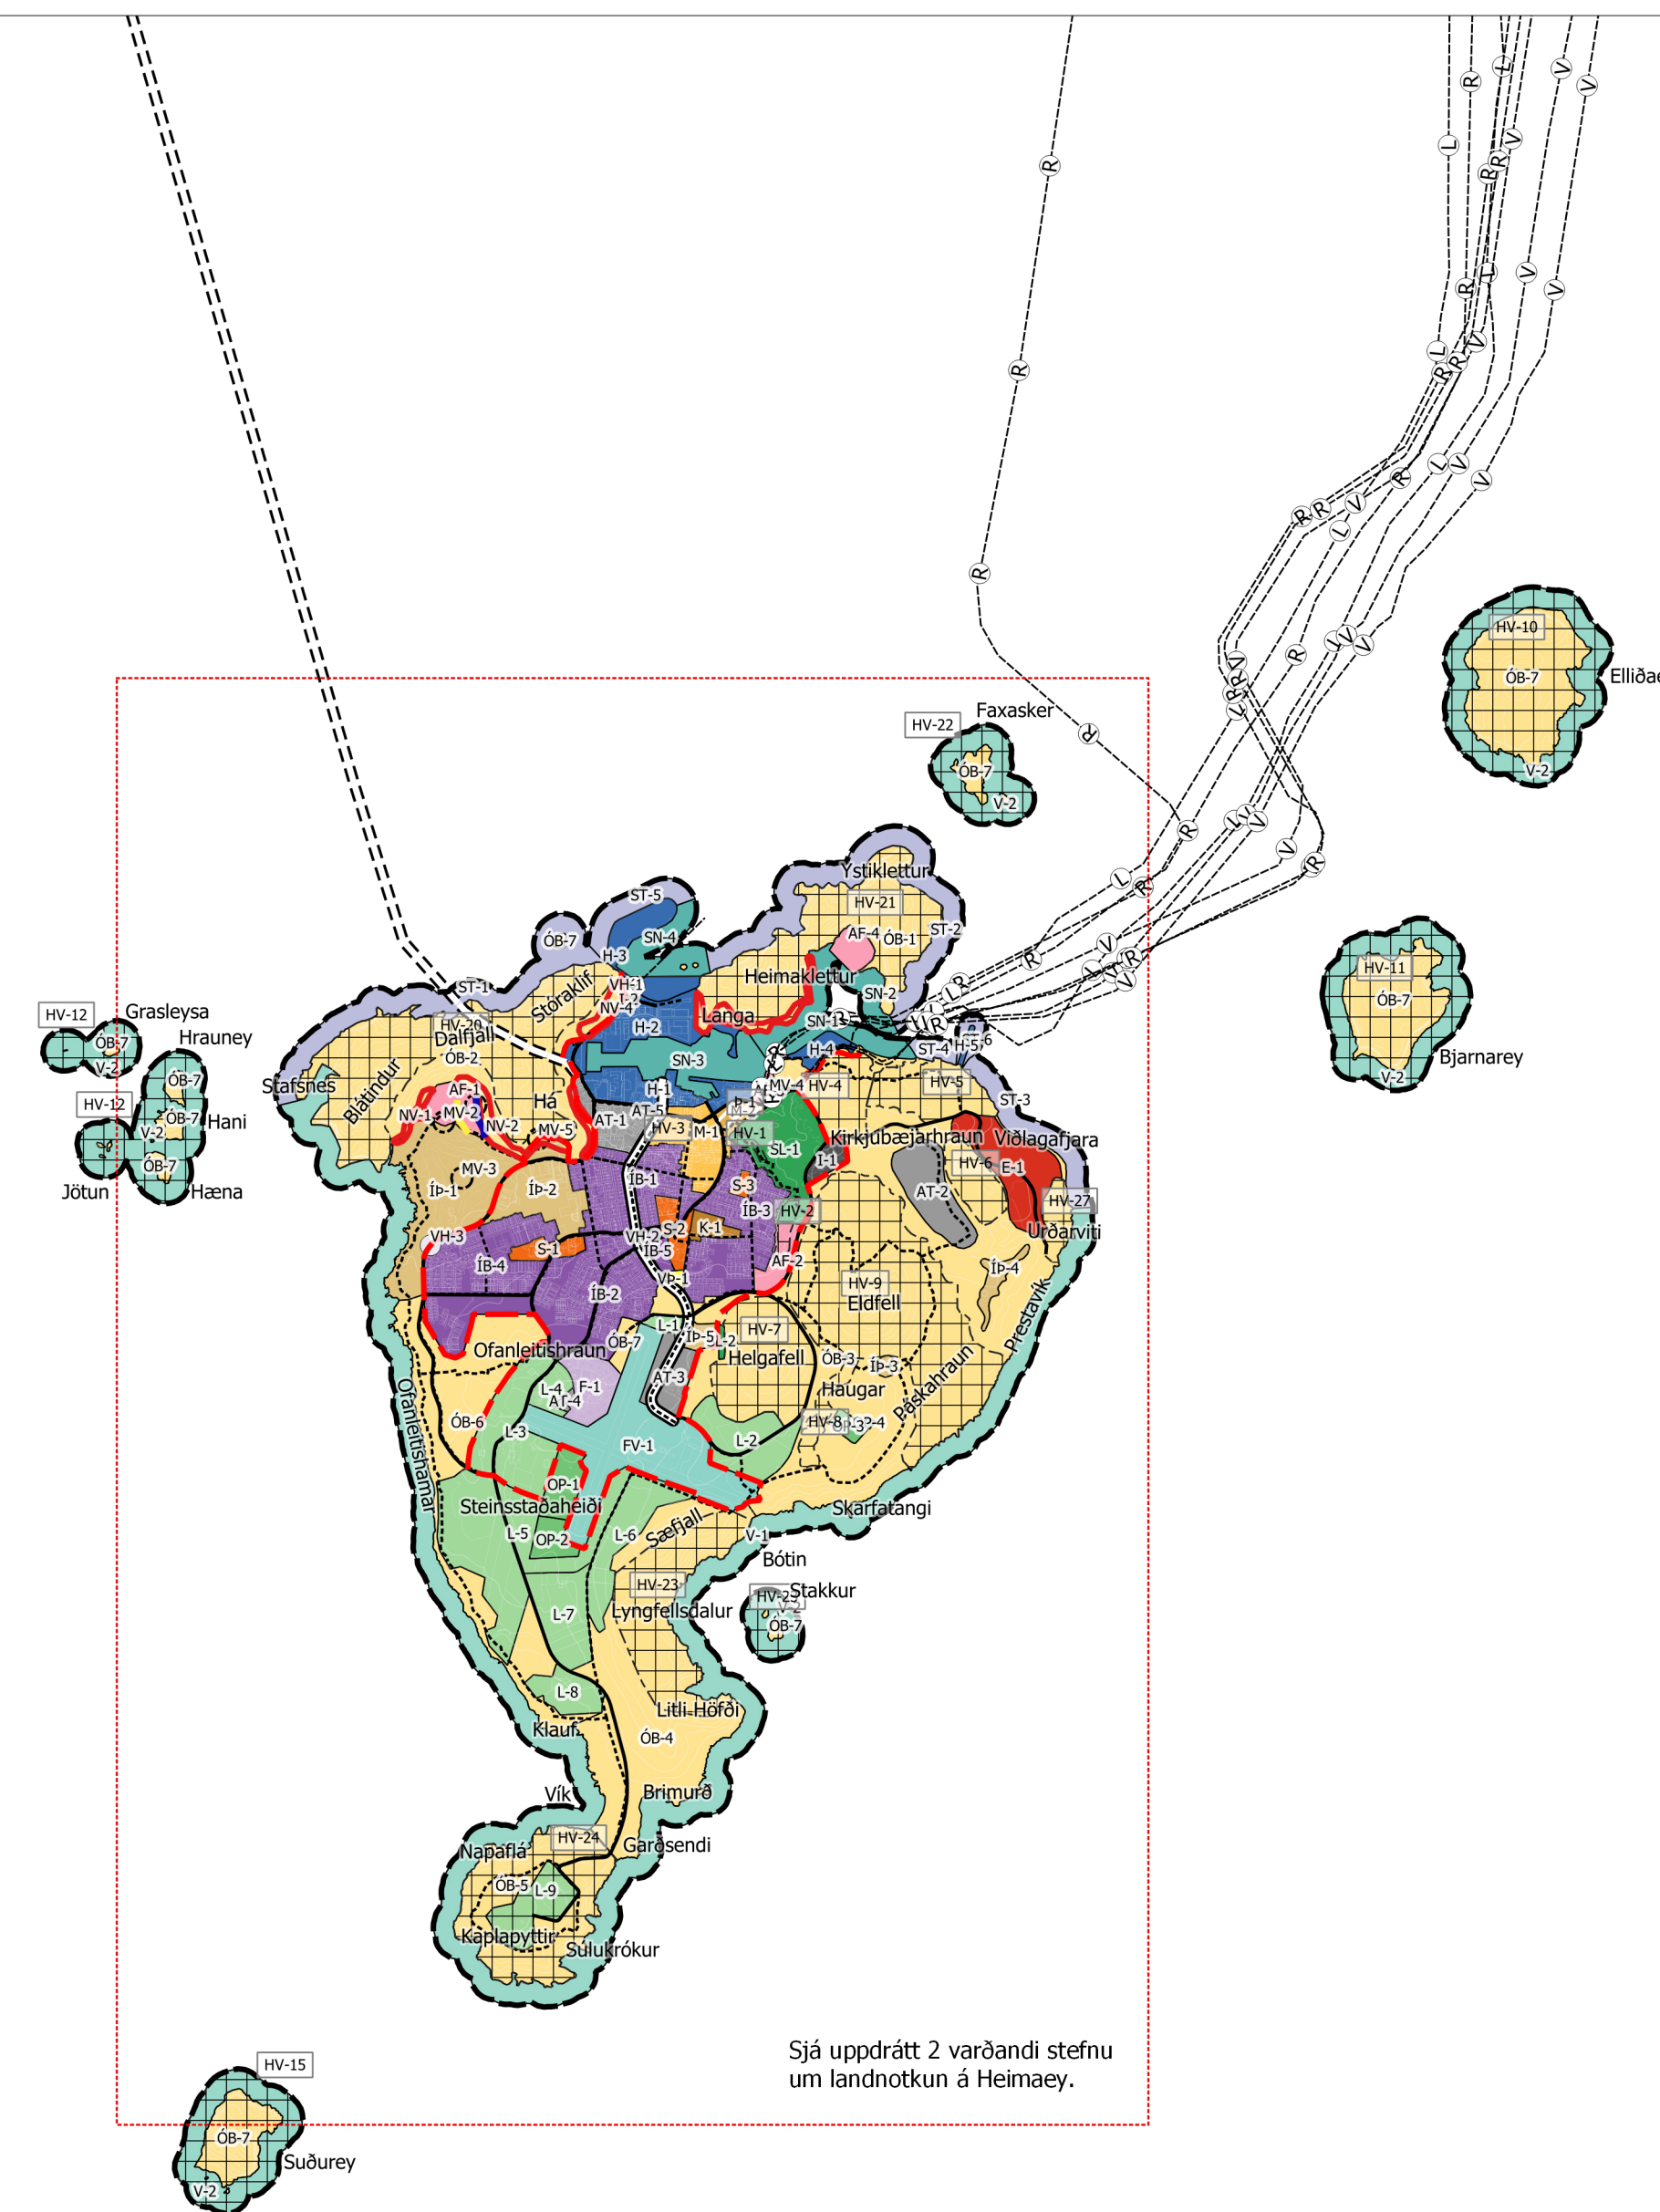 L
R
L
V
V
V
R
L
R
R
V
R
R
L
V
V
R
V
L
R
R
R
L
V
V
R
R
R
V
L
R
L
V
V
R
V
R
R
L
R
L
V
V
V
R
L
R
R
V
R
L
R
HV-10
ÓB-7
Elliðae
V-2
HV-22
Faxasker
ÓB-7
V-2
Ystiklettur
HV-21
ST-5
AF-4
ÓB-1
ST-2
SN-4
ÓB-7
H-3
HV-11
ÓB-7
Bjarnarey
V-2
Heimaklettur
VH-1
ST-1
Stóraklif
NV-4
Langa
SN-2
SN-1
HV-12
Grasleysa
Hrauney
ÓB-7
V-2
HV-20
Dalfjall
ÓB-2
H-2
SN-3
H-4
ST-4
H-5
Stafsnes
Blátindur
ÓB-7
HV-12
ÓB-7
Hani
V-2
ÓB-7
Jötun
Hæna
AF-1
NV-1
MV-2
NV-2
Há
MV-5
H-1
MV-4
HV-4
HV-5
ST-3
AT-1
AT-5
Þ-1
HV-3
M-1
HV-1
SL-1
Kirkjubæjarhraun
Viðlagafjara
I-1
HV-6
E-1
MV-3
ÍÞ-1
ÍÞ-2
ÍB-1
S-3
AT-2
HV-27
ÍB-3
HV-2
Urðarviti
VH-3
S-1
VH-2
S-2
K-1
ÍB-5
AF-2
ÍB-4
VÞ-1
HV-9
Eldfell
ÍÞ-4
ÍB-2
Prestavík
L-1
ÍÞ-5
HV-7
Ofanleitishraun
ÓB-7
Helgafell
ÓB-3
ÍÞ-3
AT-3
L-4
F-1
AT-4
Haugar
Páskahraun
Ofanleitishamar
ÓB-6
L-3
HV-8
FV-1
L-2
OP-1
Steinsstaðaheiði
Skarfatangi
L-5
OP-2
L-6
Sæfjall
V-1
Bótin
HV-23
Stakkur
V-2
ÓB-7
L-7
Lyngfellsdalur
L-8
Litli-Höfði
Klauf
ÓB-4
Vík
Brimurð
HV-24
Garðsendi
Napaflá
ÓB-5
L-9
Kaplapyttir
Súlukrókur
Sjá uppdrátt 2 varðandi stefnu
um landnotkun á Heimaey.
HV-15
ÓB-7
Suðurey
V-2